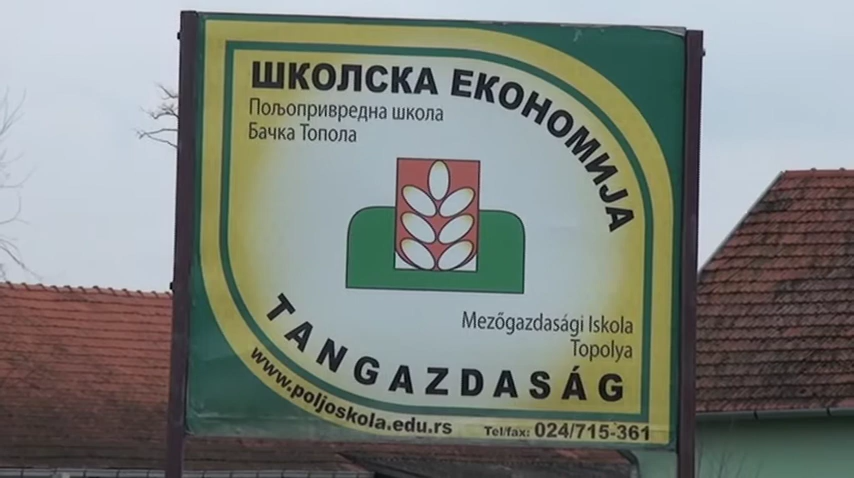 ШКОЛСКА ЕКОНОМИЈА
Пољопривредна школа
Бачка Топола
Mezőgazdasági Iskola
Topolya
TANGAZDASÁG
www.poljoskola.edu.rs
Tel/fax: 024/715-361